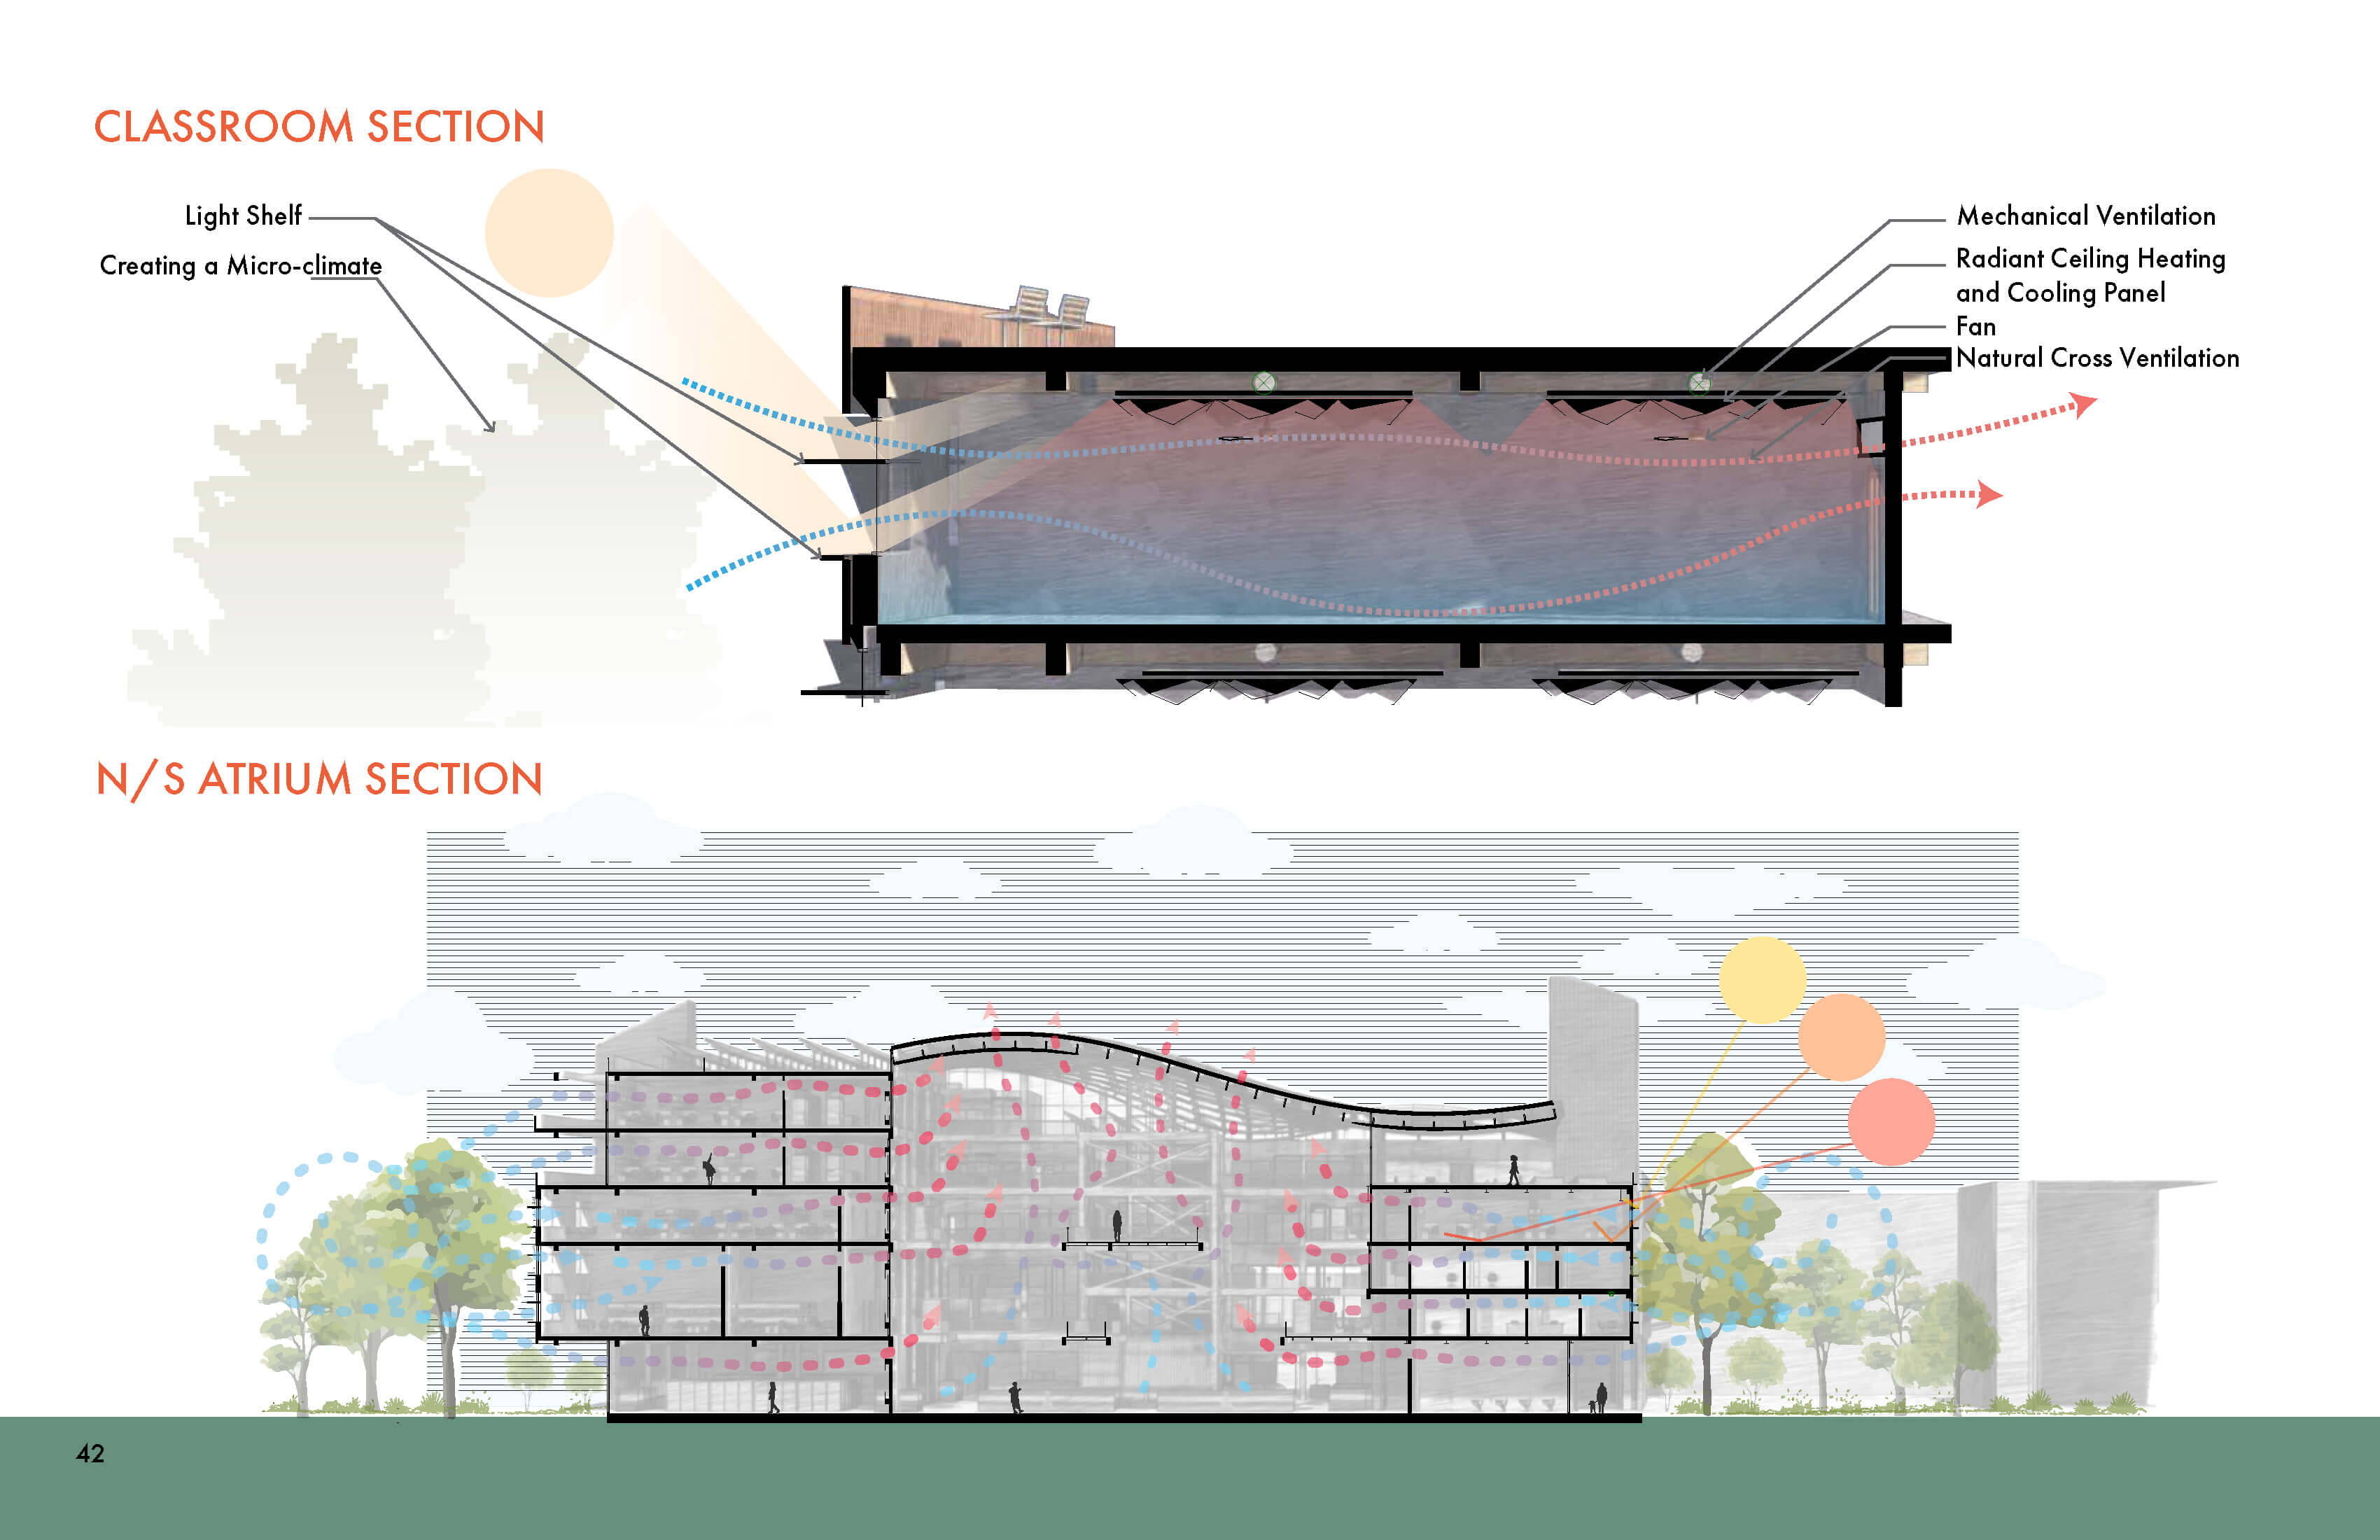 CLASSROOM SECTION
Light Shelf
Creating a Micro-climate
Mechanical Ventilation
Radiant Ceiling Heating
and Cooling Panel
Fan
Natural Cross Ventilation
N/S ATRIUM SECTION
42